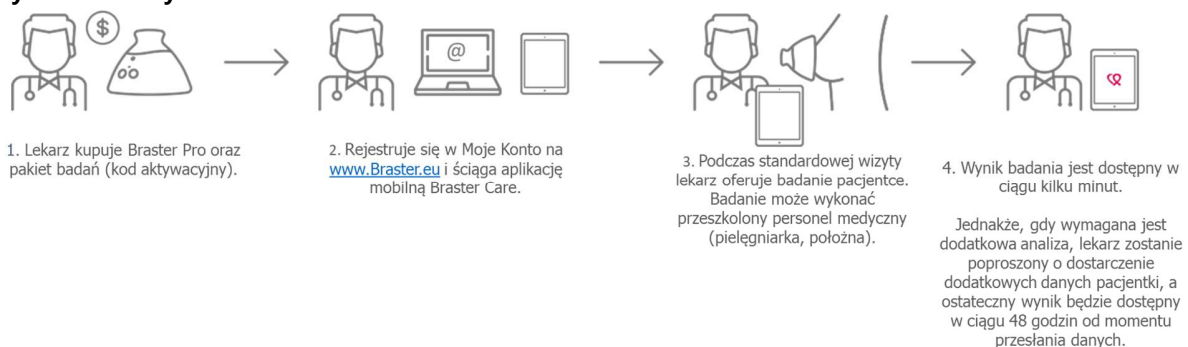 $
@
1. Lekarz kupuje Braster Pro oraz
pakiet badań (kod aktywacyjny).
2. Rejestruje się w Moje Konto na
www.Braster.eu i ściąga aplikację
mobilną Braster Care.
3. Podczas standardowej wizyty
lekarz oferuje badanie pacjentce.
Badanie może wykonać
przeszkolony personel medyczny
(pielęgniarka, położna).
4. Wynik badania jest dostępny w
ciągu kilku minut.
Jednakże, gdy wymagana jest
dodatkowa analiza, lekarz zostanie
poproszony o dostarczenie
dodatkowych danych pacjentki, a
ostateczny wynik będzie dostępny
w ciągu 48 godzin od momentu
przesłania danych.